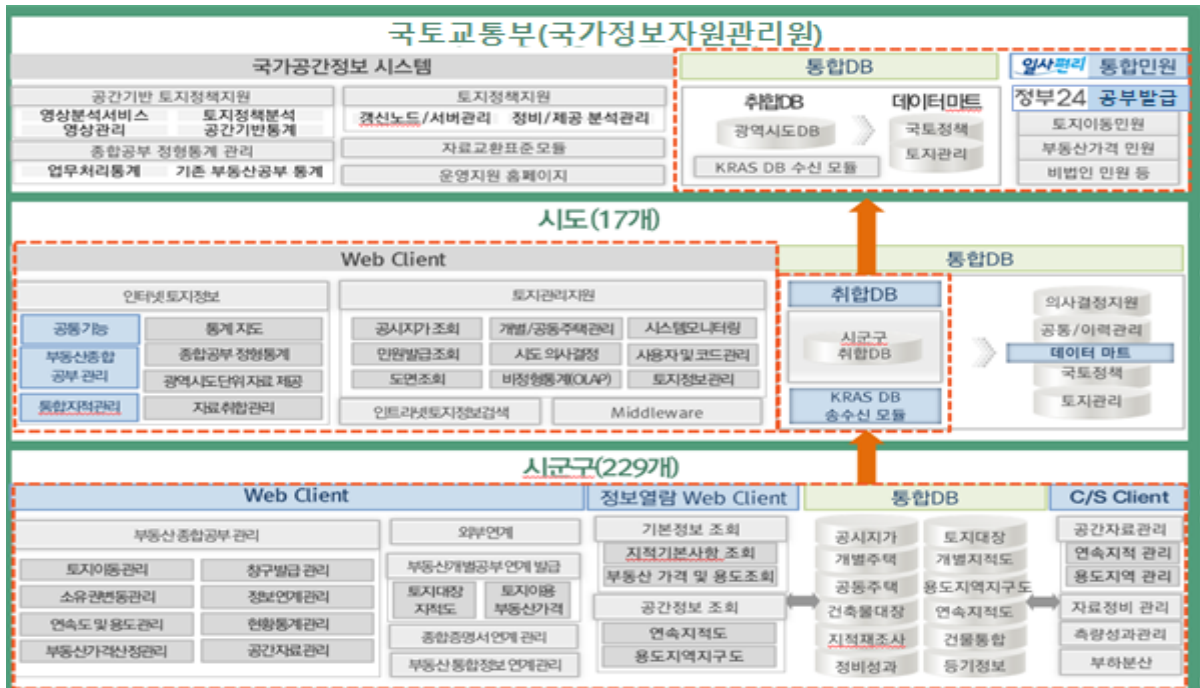 국토교통부(국가정보자원관리원)
국가공간정보 시스템
공간기반 토지정책지원
영상분석서비스 토지정책분석
영상관리 공간기반통계
종합공부 정형통계 관리
업무처리통계 기존 부동산공부 통계
토지정책지원
갱신노드/서버관리 정비/제공 분석관리
자료교환표준모듈
운영지원 홈페이지
통합DB
취합DB
광역시도DB
KRAS DB 수신 모듈
데이터마트
국토정책
토지관리
일사편리 통합민원
정부24 공부발급
토지이동민원
부동산가격 민원
비법인 민원 등
시도(17개)
Web Client
인터넷토지정보
공통기능
부동산종합
공부 관리
통합지적관리
통계 지도
종합공부 정형통계
광역시도단위 자료 제공
자료취합관리
토지관리지원
공시지가 조회 개별/공동주택관리 시스템모니터링
민원발급조회 시도 의사결정 사용자 및 코드관리
도면조회 비정형통계(OLAP) 토지정보관리
인트라넷토지정보검색 Middleware
통합DB
취합DB
시군구
취합DB
KRAS DB
송수신 모듈
의사결정지원
공통/이력관리
데이터 마트
국토정책
토지관리
시군구(229개)
Web Client
부동산 종합공부 관리
토지이동관리 창구발급 관리
소유권변동관리 정보연계관리
연속도 및 용도관리 현황통계관리
부동산가격산정관리 공간자료관리
외부연계
부동산개별공부 연계 발급
토지대장
지적도
토지이용
부동산가격
종합증명서 연계 관리
부동산 통합정보 연계관리
정보열람 Web Client
기본정보 조회
지적기본사항 조회
부동산 가격 및 용도조회
공간정보 조회
연속지적도
용도지역지구도
통합DB
공시지가 토지대장
개별주택 개별지적도
공동주택 용도지역지구도
건축물대장 연속지적도
지적재조사 건물통합
정비성과 등기정보
C/S Client
공간자료관리
연속지적 관리
용도지역 관리
자료정비 관리
측량성과관리
부하분산